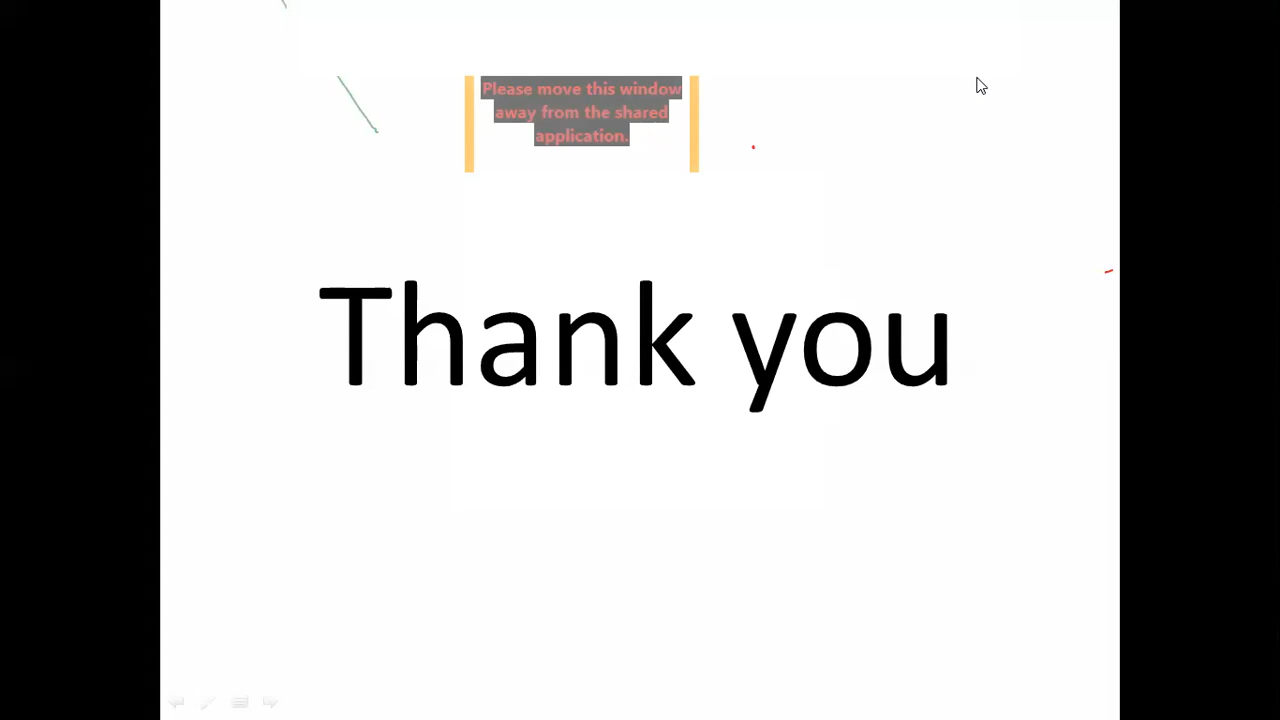 Please move this window
away from the shared
application.
Thank you